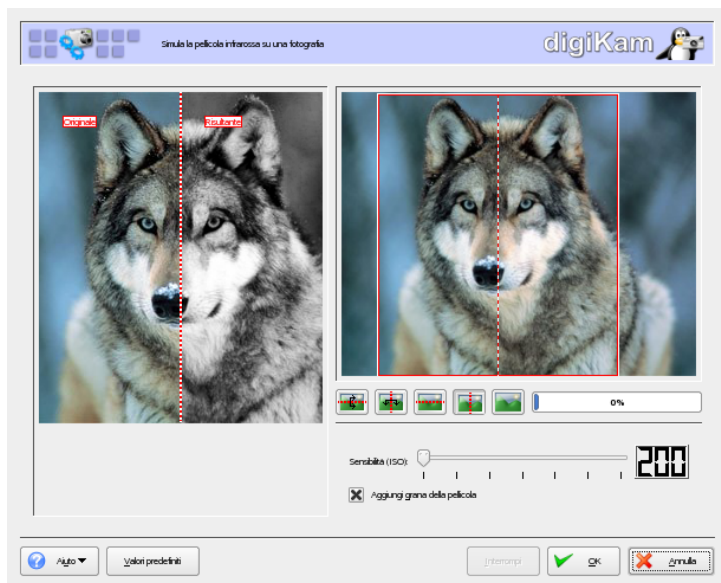 Simula la pellicola infrarossa su una fotografia
digiKam
Originale
Risultante
0%
Sensibilità (ISO):
200
Aggiungi grana della pellicola
Aiuto
Valori predefiniti
Interrompi
OK
Annulla